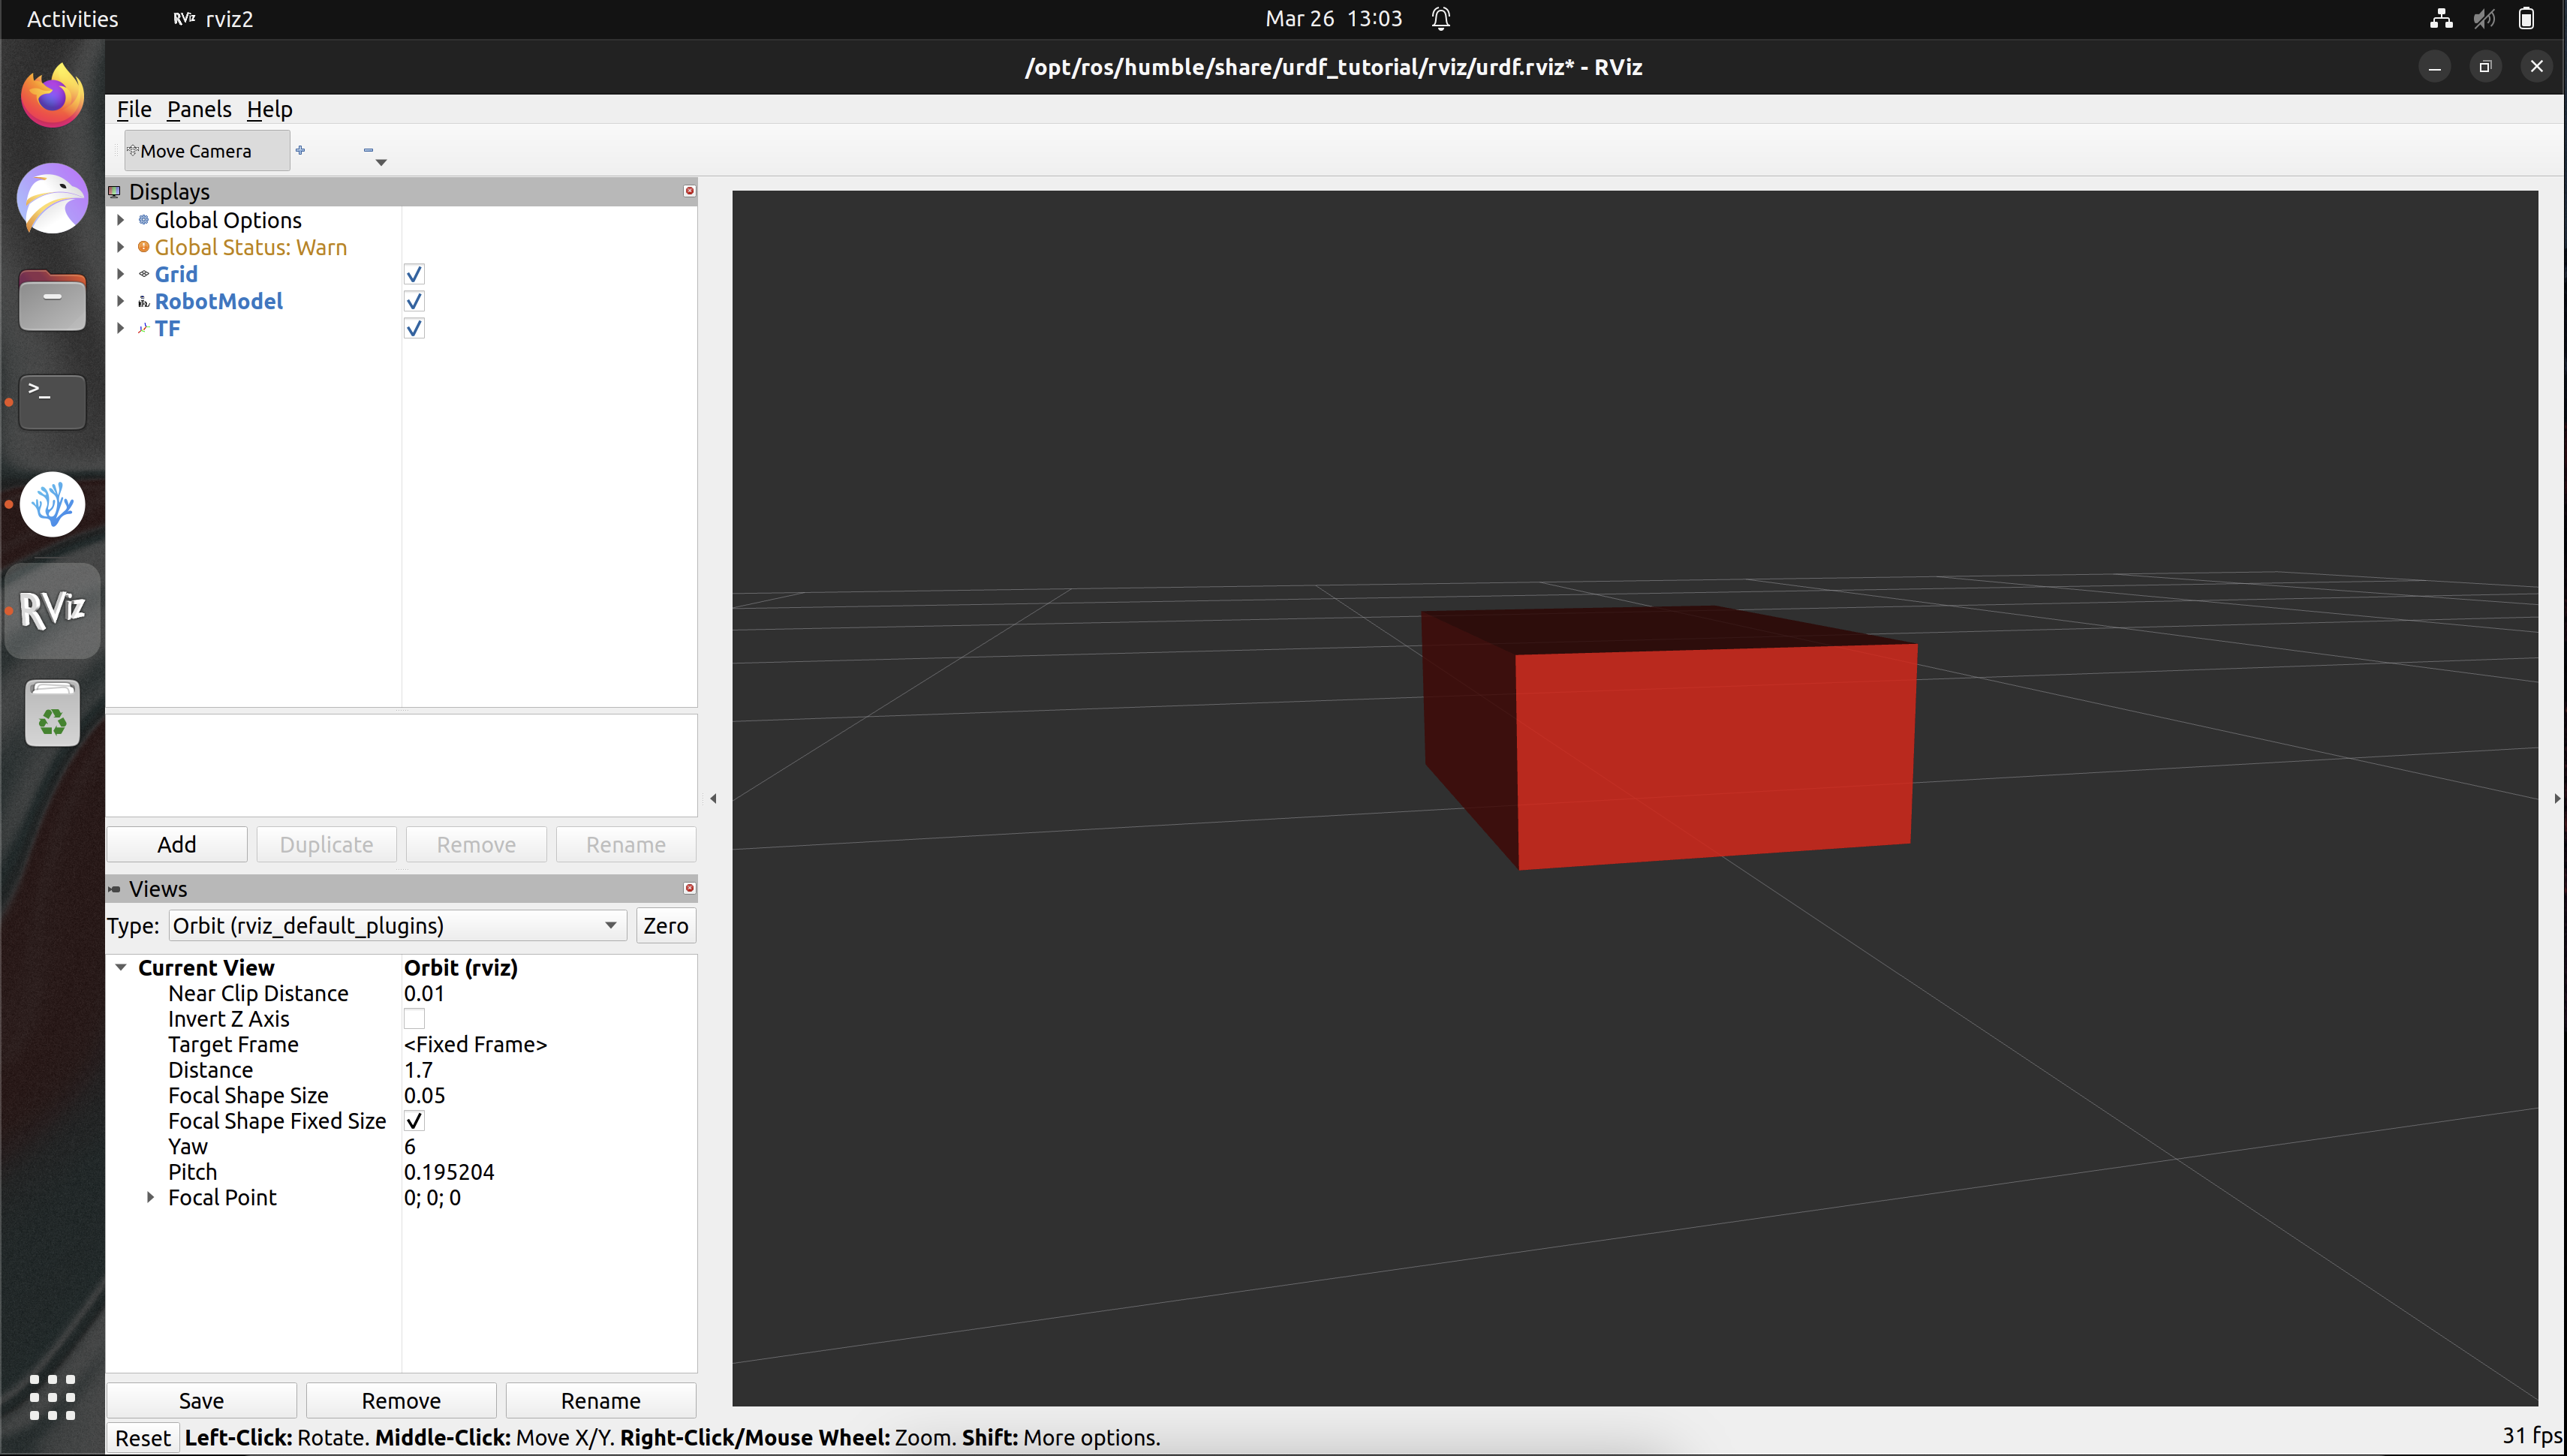 Activities
RViz rviz2
Mar 26 13:03
/opt/ros/humble/share/urdf_tutorial/rviz/urdf.rviz* - RViz
File Panels Help
Move Camera
Displays
Global Options
Global Status: Warn
Grid
RobotModel
TF
>_
RViz
Add Duplicate Remove Rename
Views
Type: Orbit (rviz_default_plugins) Zero
Current View Orbit (rviz)
Near Clip Distance 0.01
Invert Z Axis
Target Frame <Fixed Frame>
Distance 1.7
Focal Shape Size 0.05
Focal Shape Fixed Size
Yaw 6
Pitch 0.195204
Focal Point 0; 0; 0
Save Remove Rename
Reset Left-Click: Rotate. Middle-Click: Move X/Y. Right-Click/Mouse Wheel: Zoom. Shift: More options.
31 fps